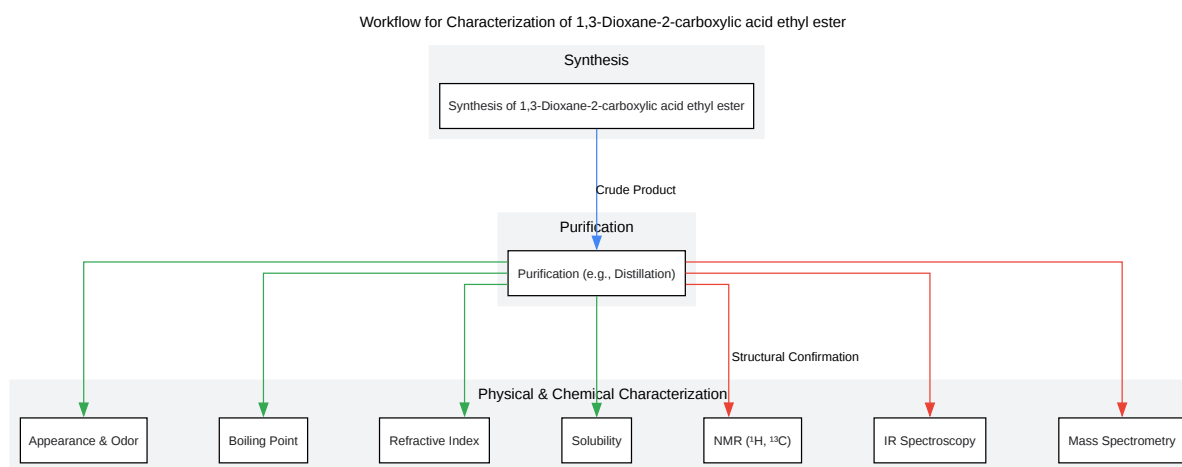 Workflow for Characterization of 1,3-Dioxane-2-carboxylic acid ethyl ester
Synthesis
Synthesis of 1,3-Dioxane-2-carboxylic acid ethyl ester
Crude Product
Purification
Purification (e.g., Distillation)
Structural Confirmation
Physical & Chemical Characterization
Appearance & Odor
Boiling Point
Refractive Index
Solubility
NMR (¹H, ¹³C)
IR Spectroscopy
Mass Spectrometry